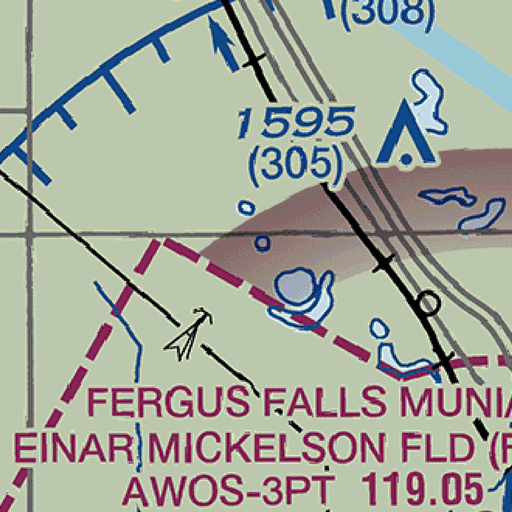 (308)
1595
(305)
FERGUS FALLS MUNI
EINAR MICKELSON FLD (F
AWOS-3PT 119.05